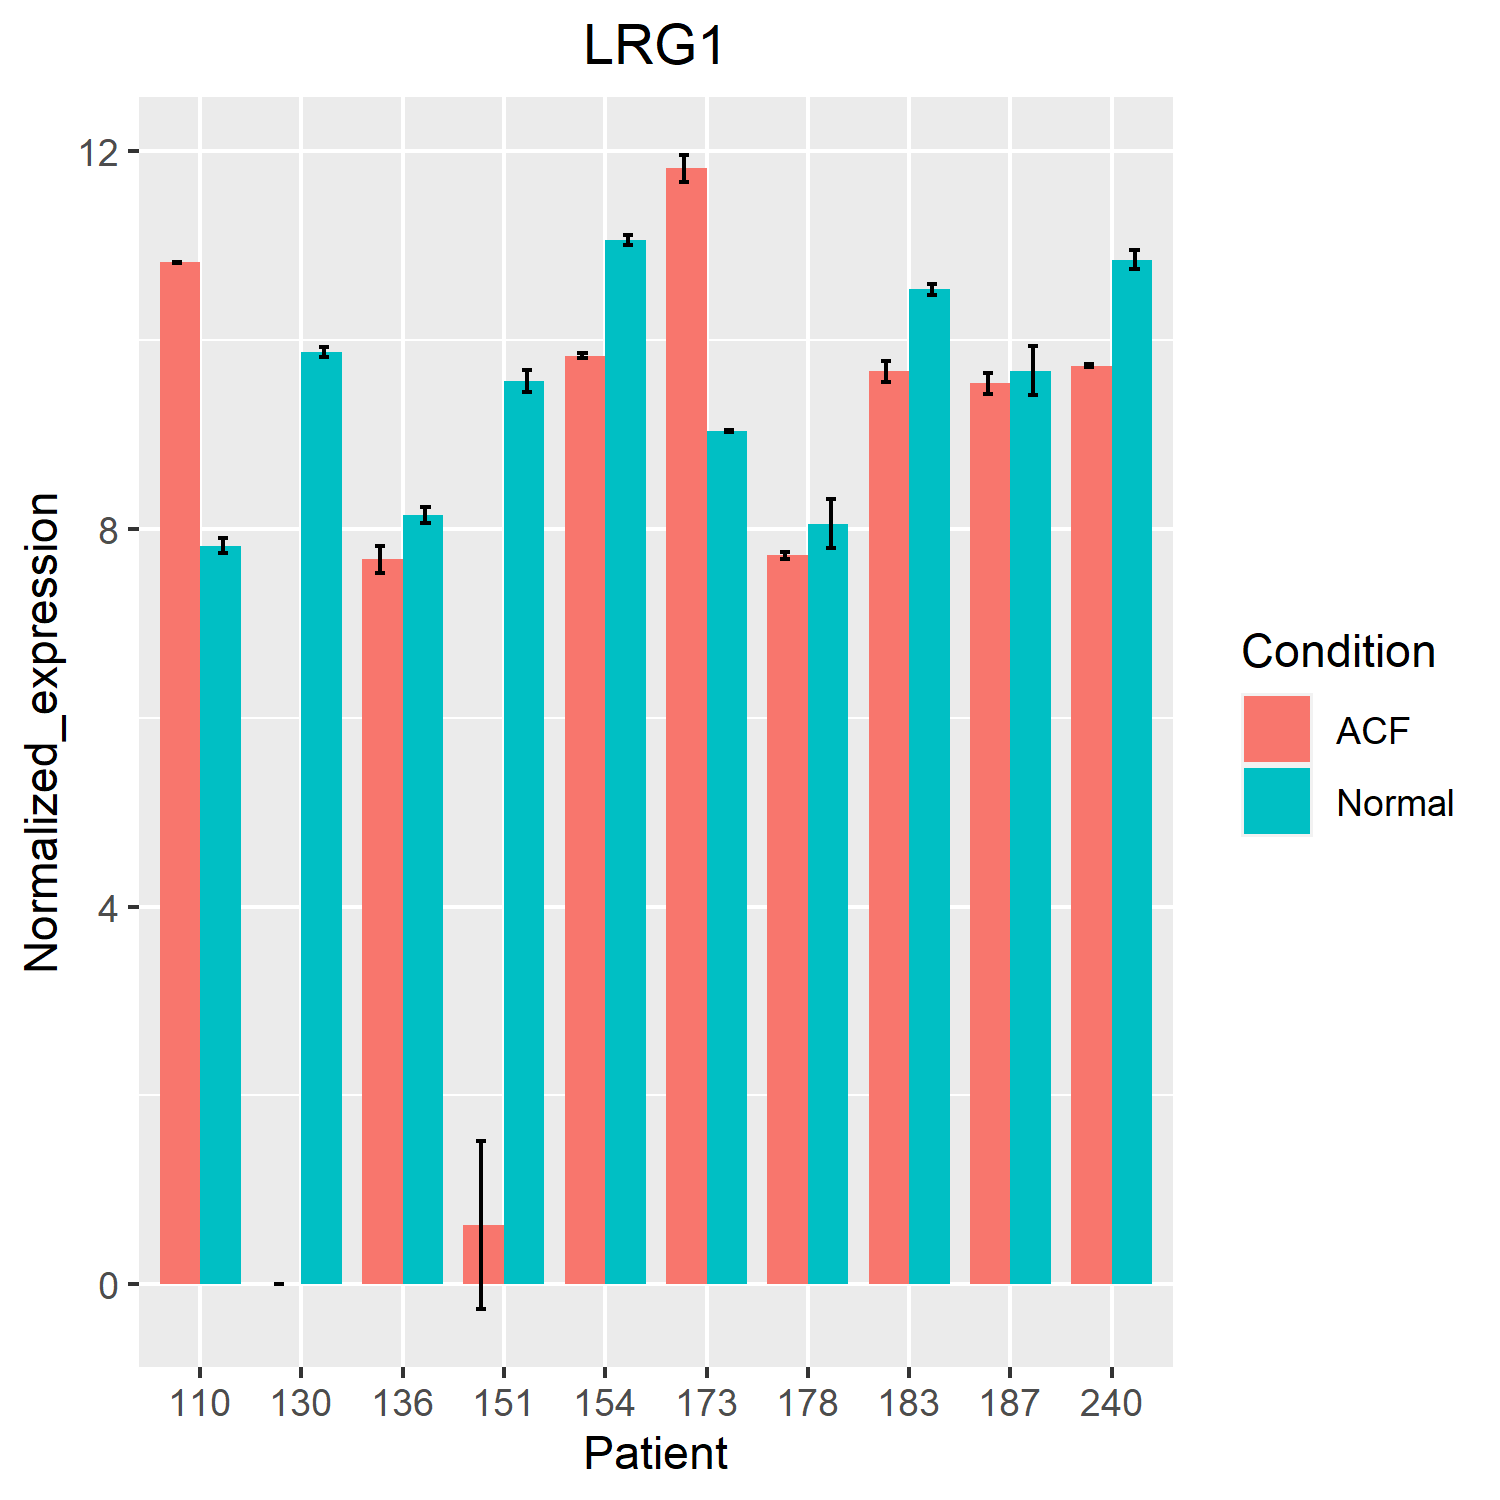 LRG1
Normalized_expression
12
8
4
0
110 130 136 151 154 173 178 183 187 240
Patient
Condition
ACF
Normal